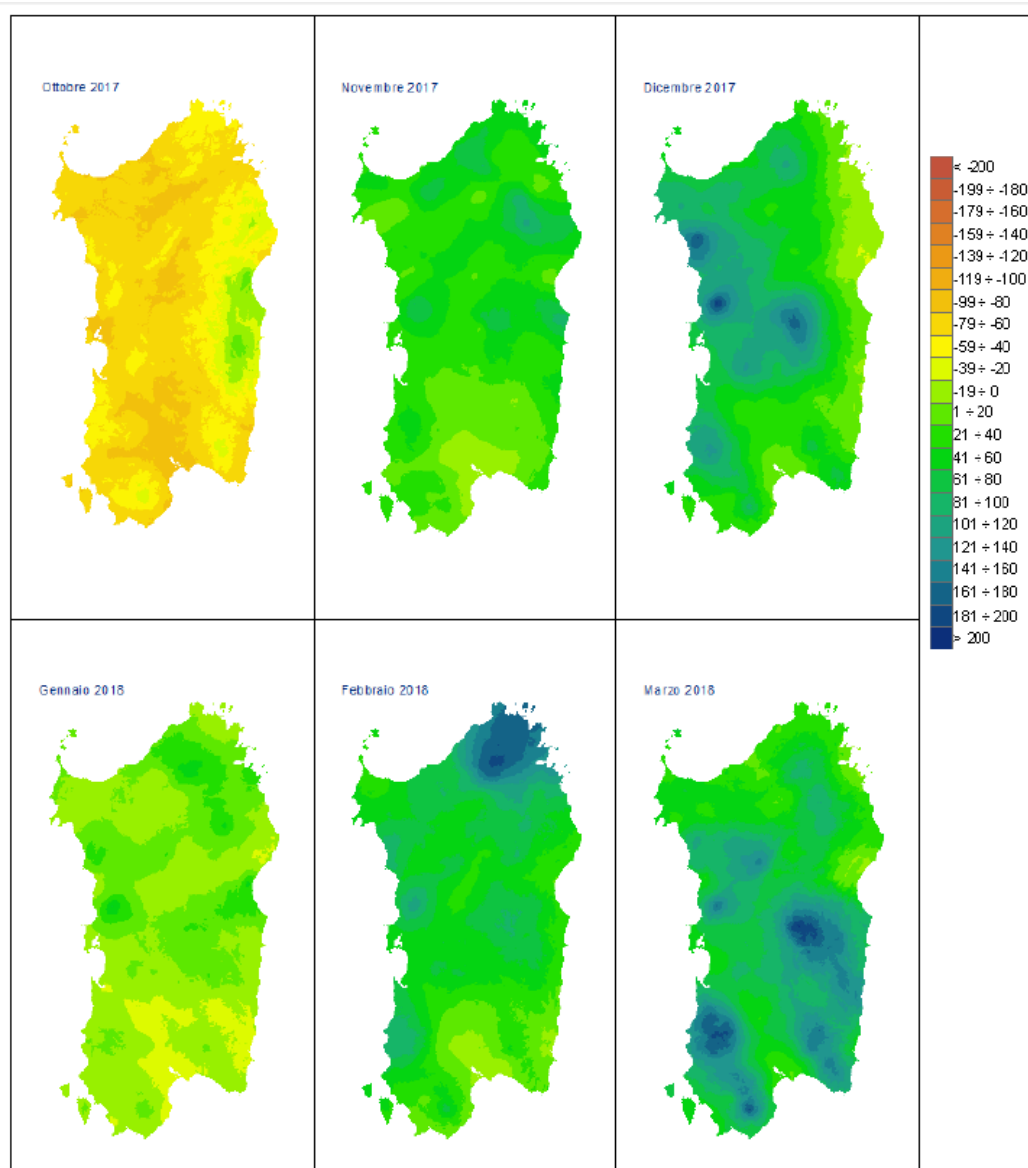 Ottobre 2017
Novembre 2017
Dicembre 2017
< -200
-199 ÷ -180
-179 ÷ -160
-159 ÷ -140
-139 ÷ -120
-119 ÷ -100
-99 ÷ -80
-79 ÷ -60
-59 ÷ -40
-39 ÷ -20
-19 ÷ 0
1 ÷ 20
21 ÷ 40
41 ÷ 60
61 ÷ 80
81 ÷ 100
101 ÷ 120
121 ÷ 140
141 ÷ 160
161 ÷ 180
181 ÷ 200
> 200
Gennaio 2018
Febbraio 2018
Marzo 2018